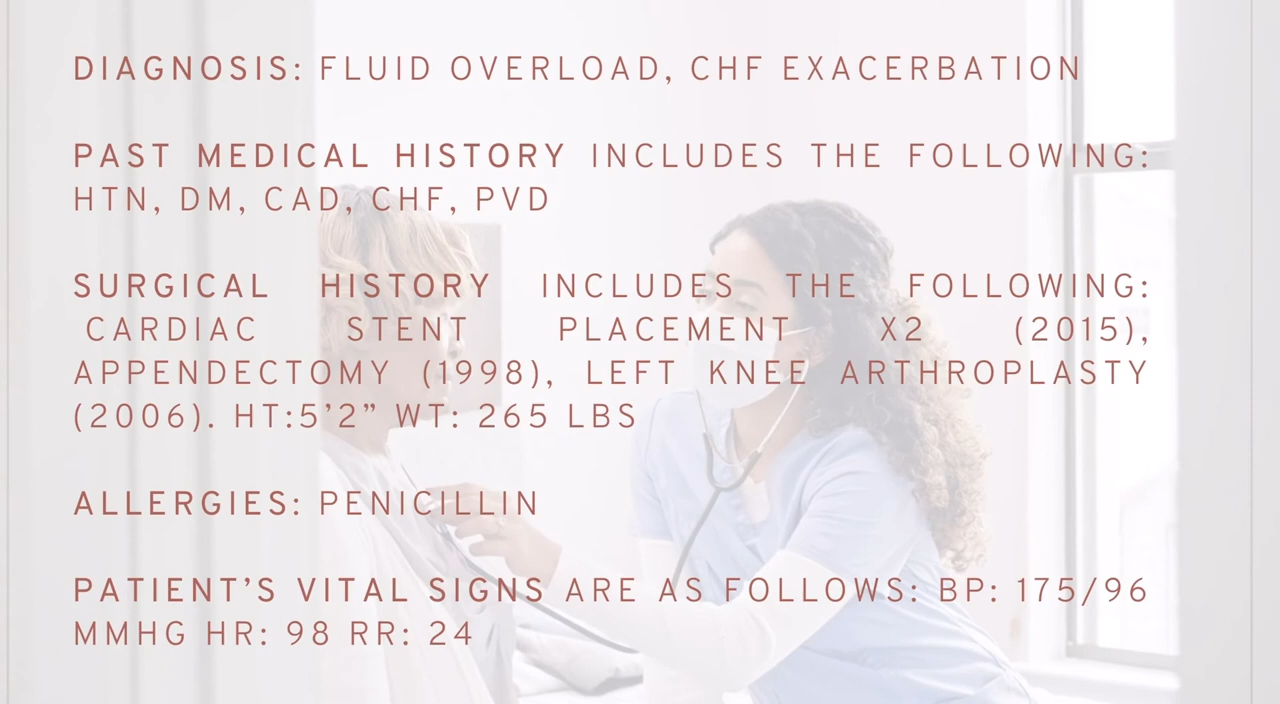 DIAGNOSIS: FLUID OVERLOAD, CHF EXACERBATION
PAST MEDICAL HISTORY INCLUDES THE FOLLOWING:
HTN, DM, CAD, CHF, PVD
SURGICAL HISTORY INCLUDES THE FOLLOWING:
CARDIAC STENT PLACEMENT X2 (2015),
APPENDECTOMY (1998), LEFT KNEE ARTHROPLASTY
(2006). HT:5’2” WT: 265 LBS
ALLERGIES: PENICILLIN
PATIENT’S VITAL SIGNS ARE AS FOLLOWS: BP: 175/96
MMHG HR: 98 RR: 24